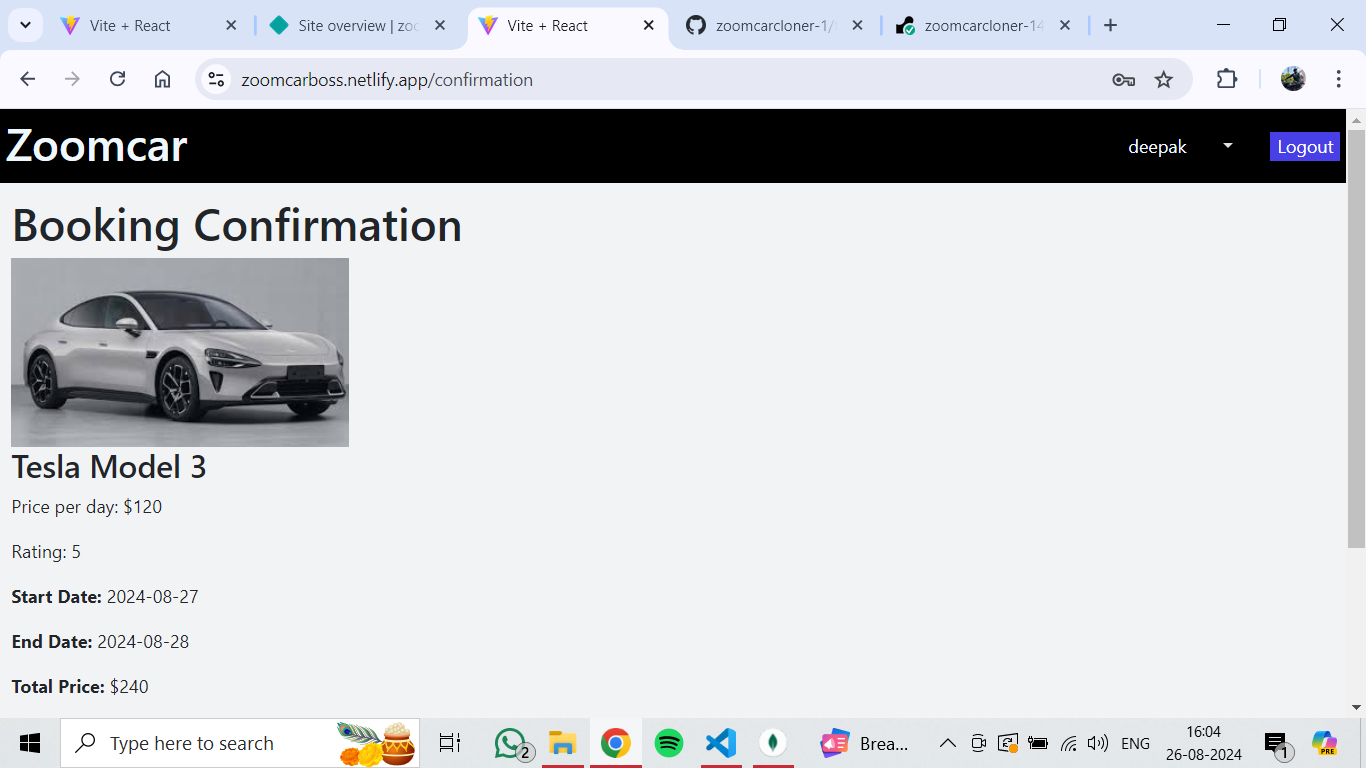 Vite + React
Site overview | zoo
Vite + React
zoomcarcloner-1/
zoomcarcloner-14
zoomcarboss.netlify.app/confirmation
Zoomcar
deepak
Logout
Booking Confirmation
Tesla Model 3
Price per day: $120
Rating: 5
Start Date: 2024-08-27
End Date: 2024-08-28
Total Price: $240
Type here to search
2
Brea...
ENG
16:04
26-08-2024
1
PRE